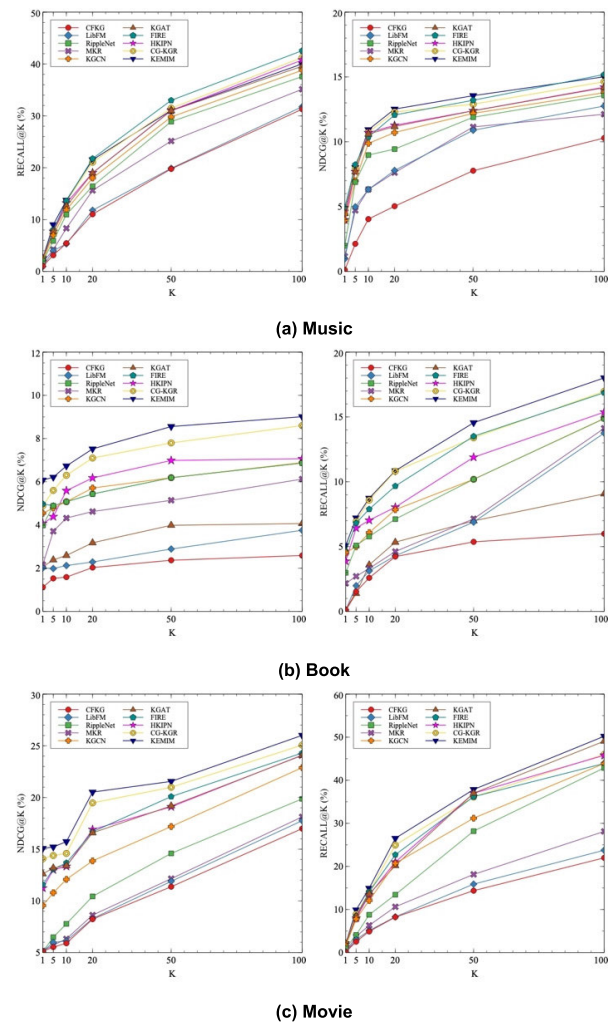 50
40
30
20
10
0
RECALL@K (%)
CFKG
LibFM
RippleNet
MKR
KGCN
KGAT
FIRE
HKIPN
CG-KGR
KEMIM
1 5 10 20 50 100
K
20
15
10
5
0
NDCG@K (%)
CFKG
LibFM
RippleNet
MKR
KGCN
KGAT
FIRE
HKIPN
CG-KGR
KEMIM
1 5 10 20 50 100
K
(a) Music
12
10
8
6
4
2
0
NDCG@K (%)
CFKG
LibFM
RippleNet
MKR
KGCN
KGAT
FIRE
HKIPN
CG-KGR
KEMIM
1 5 10 20 50 100
K
20
15
10
5
0
RECALL@K (%)
CFKG
LibFM
RippleNet
MKR
KGCN
KGAT
FIRE
HKIPN
CG-KGR
KEMIM
1 5 10 20 50 100
K
(b) Book
30
25
20
15
10
5
NDCG@K (%)
CFKG
LibFM
RippleNet
MKR
KGCN
KGAT
FIRE
HKIPN
CG-KGR
KEMIM
1 5 10 20 50 100
K
60
50
40
30
20
10
0
RECALL@K (%)
CFKG
LibFM
RippleNet
MKR
KGCN
KGAT
FIRE
HKIPN
CG-KGR
KEMIM
1 5 10 20 50 100
K
(c) Movie